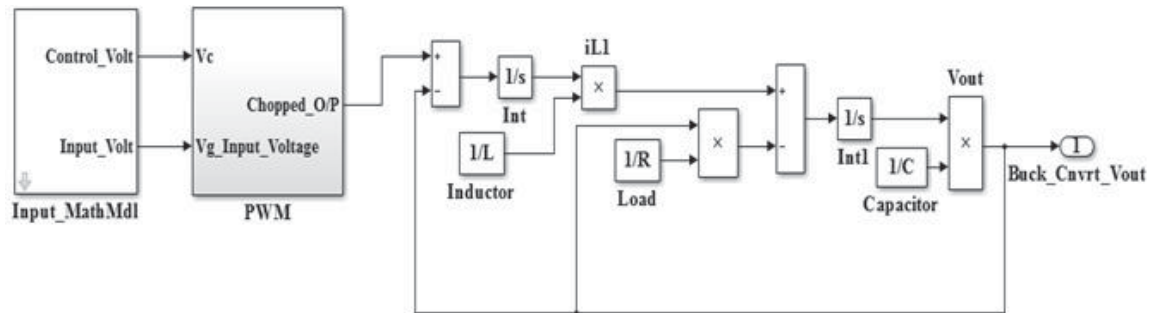 Control_Volt
Input_Volt
Input_MathMdl
Vc
Chopped_O/P
Vg_Input_Voltage
PWM
+
−
1/s
Int
iL1
×
1/L
Inductor
1/R
Load
×
+
−
1/s
Int1
1/C
Capacitor
Vout
×
1
Buck_Cnvrt_Vout